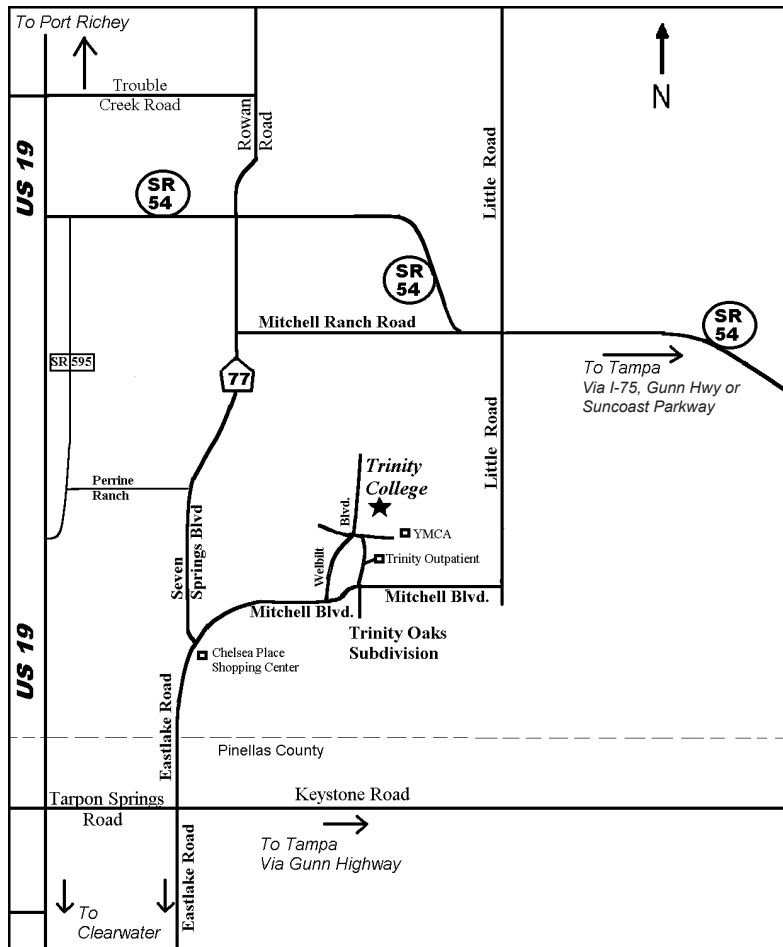 To Port Richey
N
Trouble
Creek Road
Rowan
Road
US 19
SR
54
Little Road
SR
54
Mitchell Ranch Road
SR
54
To Tampa
Via I-75, Gunn Hwy or
Suncoast Parkway
SR 595
77
Perrine
Ranch
Little Road
Trinity
College
Blvd.
YMCA
Welbilt
Trinity Outpatient
Seven
Springs Blvd
Mitchell Blvd.
Mitchell Blvd.
Trinity Oaks
Subdivision
Chelsea Place
Shopping Center
US 19
Eastlake Road
Pinellas County
Tarpon Springs
Road
Keystone Road
To Tampa
Via Gunn Highway
Eastlake Road
To
Clearwater